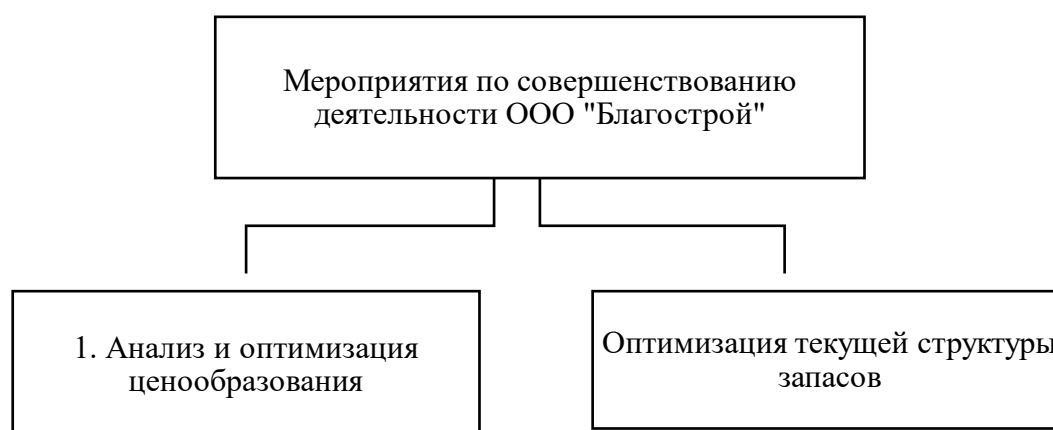 Мероприятия по совершенствованию
деятельности ООО "Благострой"
1. Анализ и оптимизация
ценообразования
Оптимизация текущей структуры
запасов